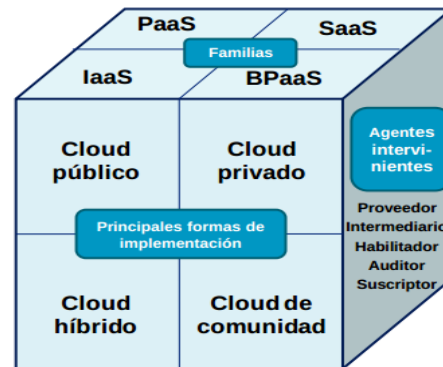 PaaS
SaaS
Familias
IaaS
BPaaS
Cloud
público
Cloud
privado
Agentes
intervi-
nientes
Proveedor
Intermediario
Habilitador
Auditor
Suscriptor
Principales formas de
implementación
Cloud
híbrido
Cloud de
comunidad